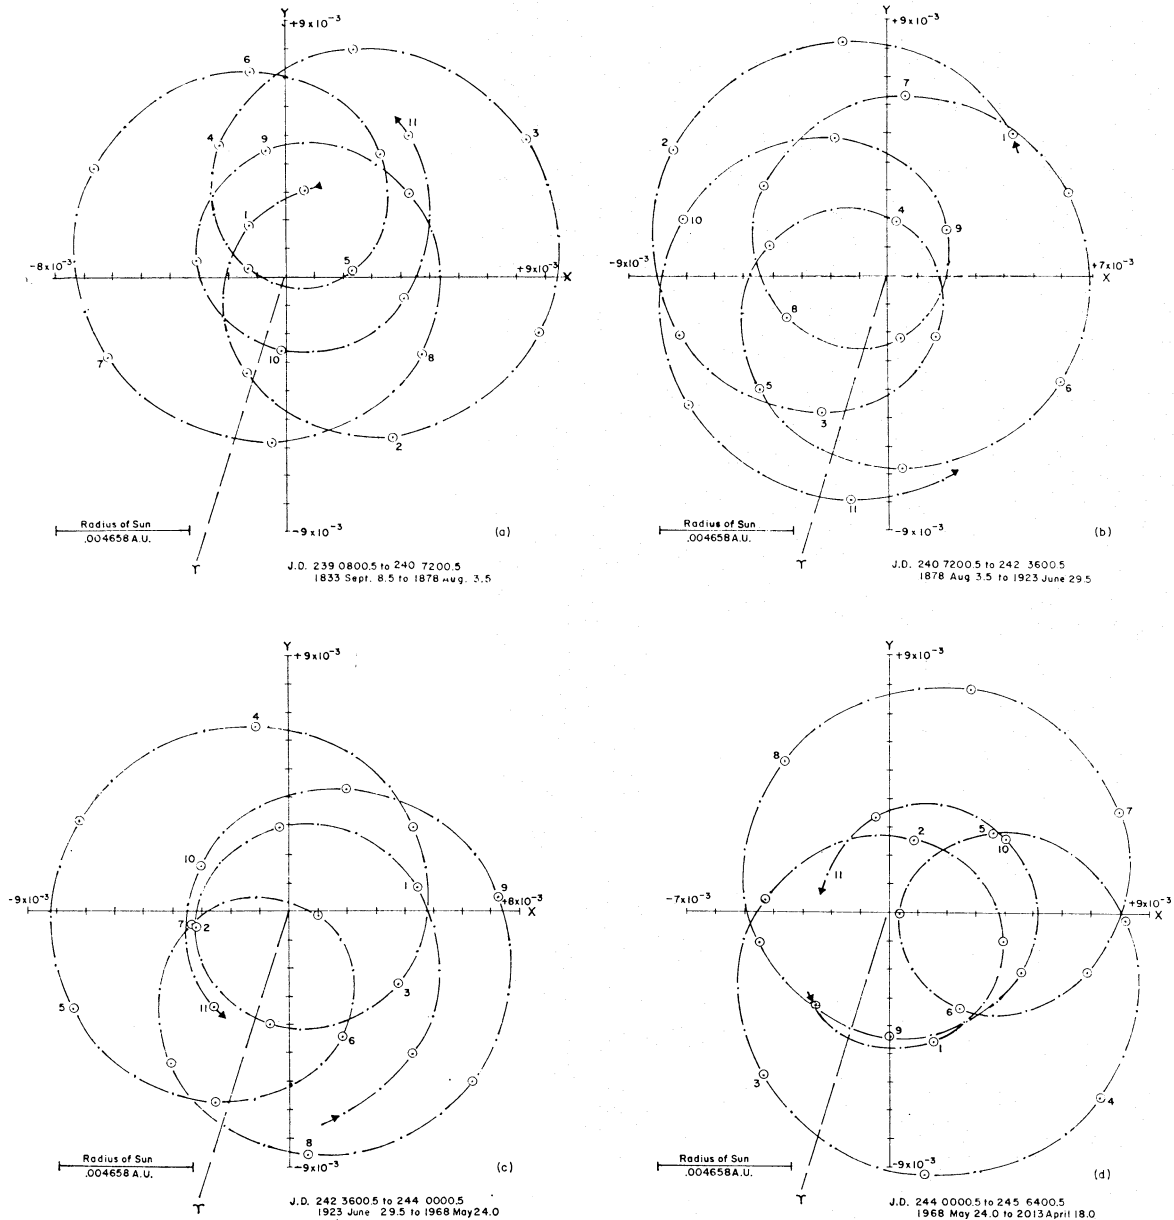 Y
+9x10⁻³
6
4
9
11
3
1
-8x10⁻³
5
+9x10⁻³
X
7
10
8
2
Radius of Sun
.004658 A.U.
-9x10⁻³
(a)
♈
J.D. 239 0800.5 to 240 7200.5
1833 Sept. 8.5 to 1878 Aug. 3.5
Y
+9x10⁻³
7
1
2
4
10
9
-9x10⁻³
+7x10⁻³
X
8
5
6
3
11
Radius of Sun
.004658 A.U.
-9x10⁻³
(b)
♈
J.D. 240 7200.5 to 242 3600.5
1878 Aug 3.5 to 1923 June 29.5
Y
+9x10⁻³
4
10
1
9
-9x10⁻³
+8x10⁻³
X
7
2
3
5
11
6
8
Radius of Sun
.004658 A.U.
-9x10⁻³
(c)
♈
J.D. 242 3600.5 to 244 0000.5
1923 June 29.5 to 1968 May 24.0
Y
+9x10⁻³
8
7
5
2
10
11
-7x10⁻³
+9x10⁻³
X
6
9
1
3
4
Radius of Sun
.004658 A.U.
-9x10⁻³
(d)
♈
J.D. 244 0000.5 to 245 6400.5
1968 May 24.0 to 2013 April 18.0